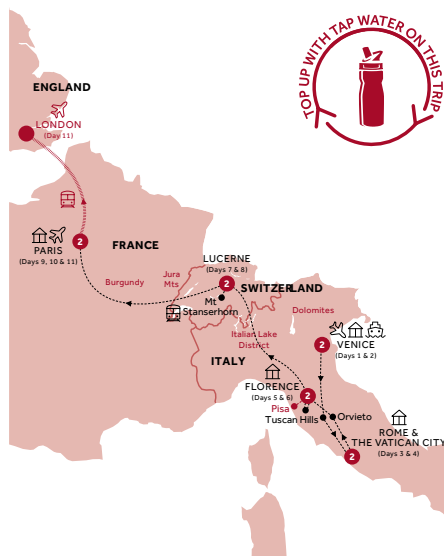 TOP UP WITH TAP WATER ON THIS TRIP
ENGLAND
LONDON
(Day 11)
2
PARIS
(Days 9, 10 & 11)
FRANCE
Burgundy
Jura
Mts
LUCERNE
(Days 7 & 8)
2
SWITZERLAND
Mt
Stanserhorn
Dolomites
Italian Lake
District
2
VENICE
(Days 1 & 2)
ITALY
FLORENCE
(Days 5 & 6)
2
Pisa
Tuscan Hills
Orvieto
ROME &
THE VATICAN CITY
(Days 3 & 4)
2